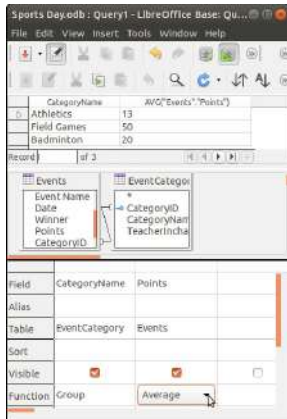 Sports Day.odb : Query1 - LibreOffice Base: Qu...
File Edit View Insert Tools Window Help
CategoryName AVG("Events"."Points")
Athletics 13
Field Games 50
Badminton 20
Record of 3
Events EventCategor
Event Name
Date
Winner
Points
CategoryID
*
CategoryID
CategoryNam
TeacherIncha
Field CategoryName Points
Alias
Table EventCategory Events
Sort
Visible
Function Group Average